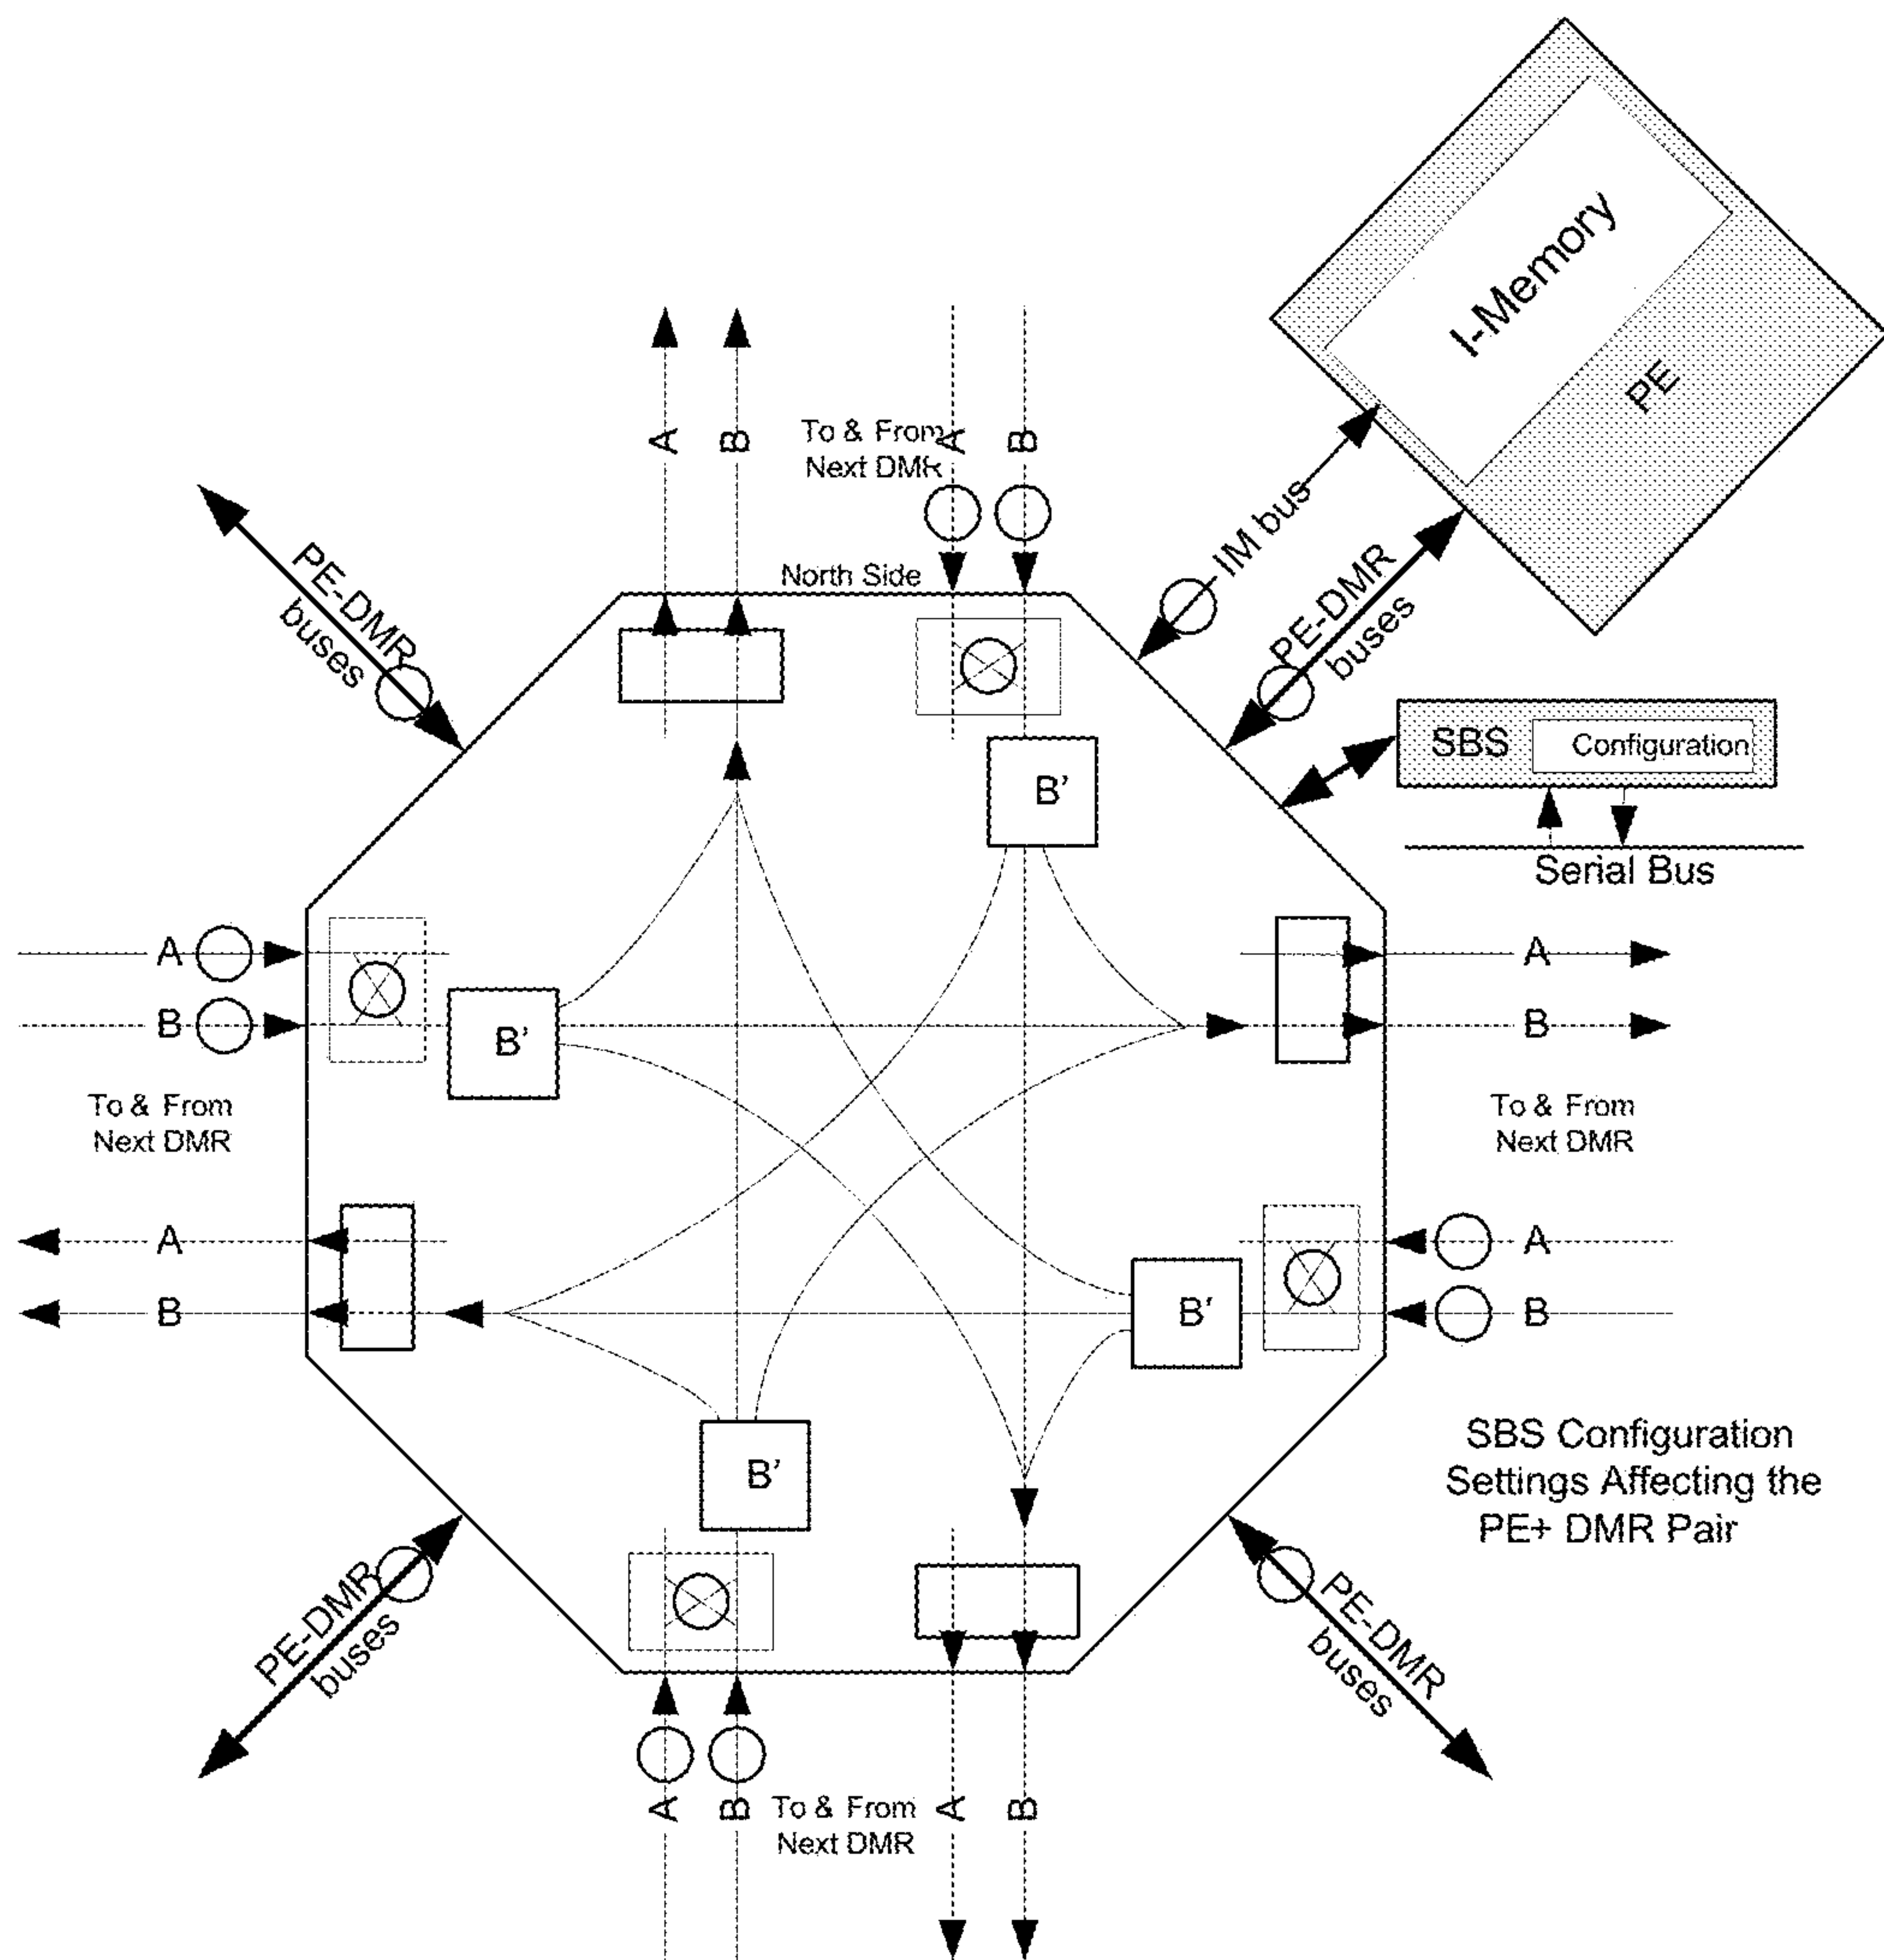 I-Memory
PE
A
B
To & From
Next DMR
A
B
IM bus
PE-DMR
buses
PE-DMR
buses
North Side
SBS
Configuration
Serial Bus
B'
A
B
B'
To & From
Next DMR
A
B
To & From
Next DMR
A
B
B'
A
B
B'
SBS Configuration
Settings Affecting the
PE+ DMR Pair
PE-DMR
buses
PE-DMR
buses
A
B
To & From
Next DMR
A
B